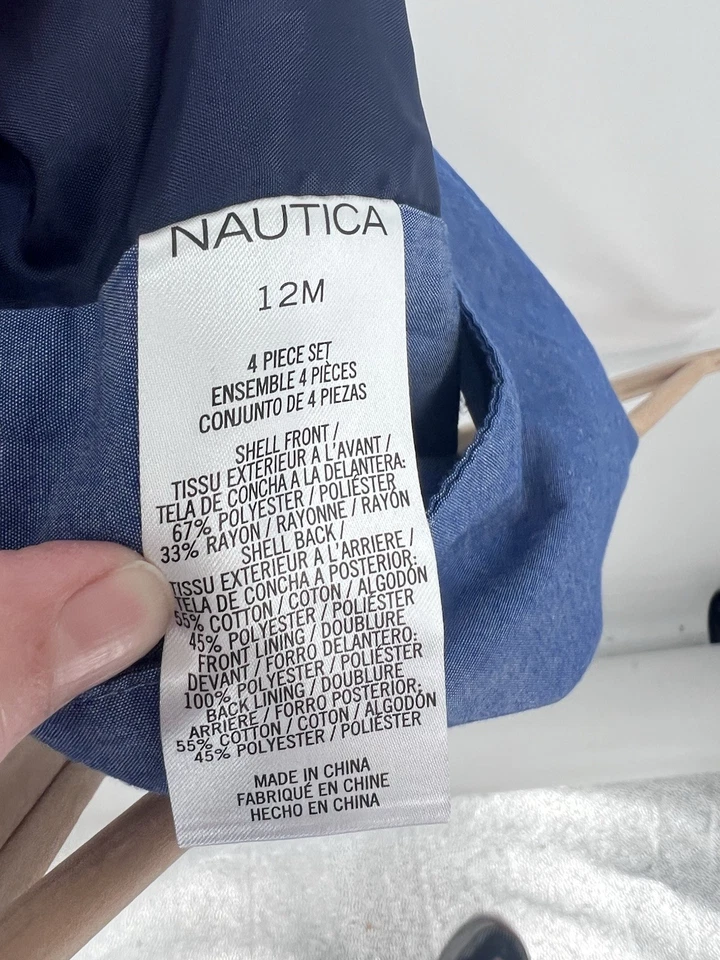 NAUTICA
12M
4 PIECE SET
ENSEMBLE 4 PIÈCES
CONJUNTO DE 4 PIEZAS
SHELL FRONT /
TISSU EXTERIEUR A L'AVANT /
TELA DE CONCHA A LA DELANTERA:
67% POLYESTER / POLIÉSTER
33% RAYON / RAYONNE / RAYÓN
SHELL BACK /
TISSU EXTERIEUR A L'ARRIERE /
TELA DE CONCHA A POSTERIOR:
55% COTTON / COTON / ALGODÓN
45% POLYESTER / POLIÉSTER
FRONT LINING / DOUBLURE
DEVANT / FORRO DELANTERO:
100% POLYESTER / POLIÉSTER
BACK LINING / DOUBLURE
ARRIERE / FORRO POSTERIOR:
55% COTTON / COTON / ALGODÓN
45% POLYESTER / POLIÉSTER
MADE IN CHINA
FABRIQUÉ EN CHINE
HECHO EN CHINA